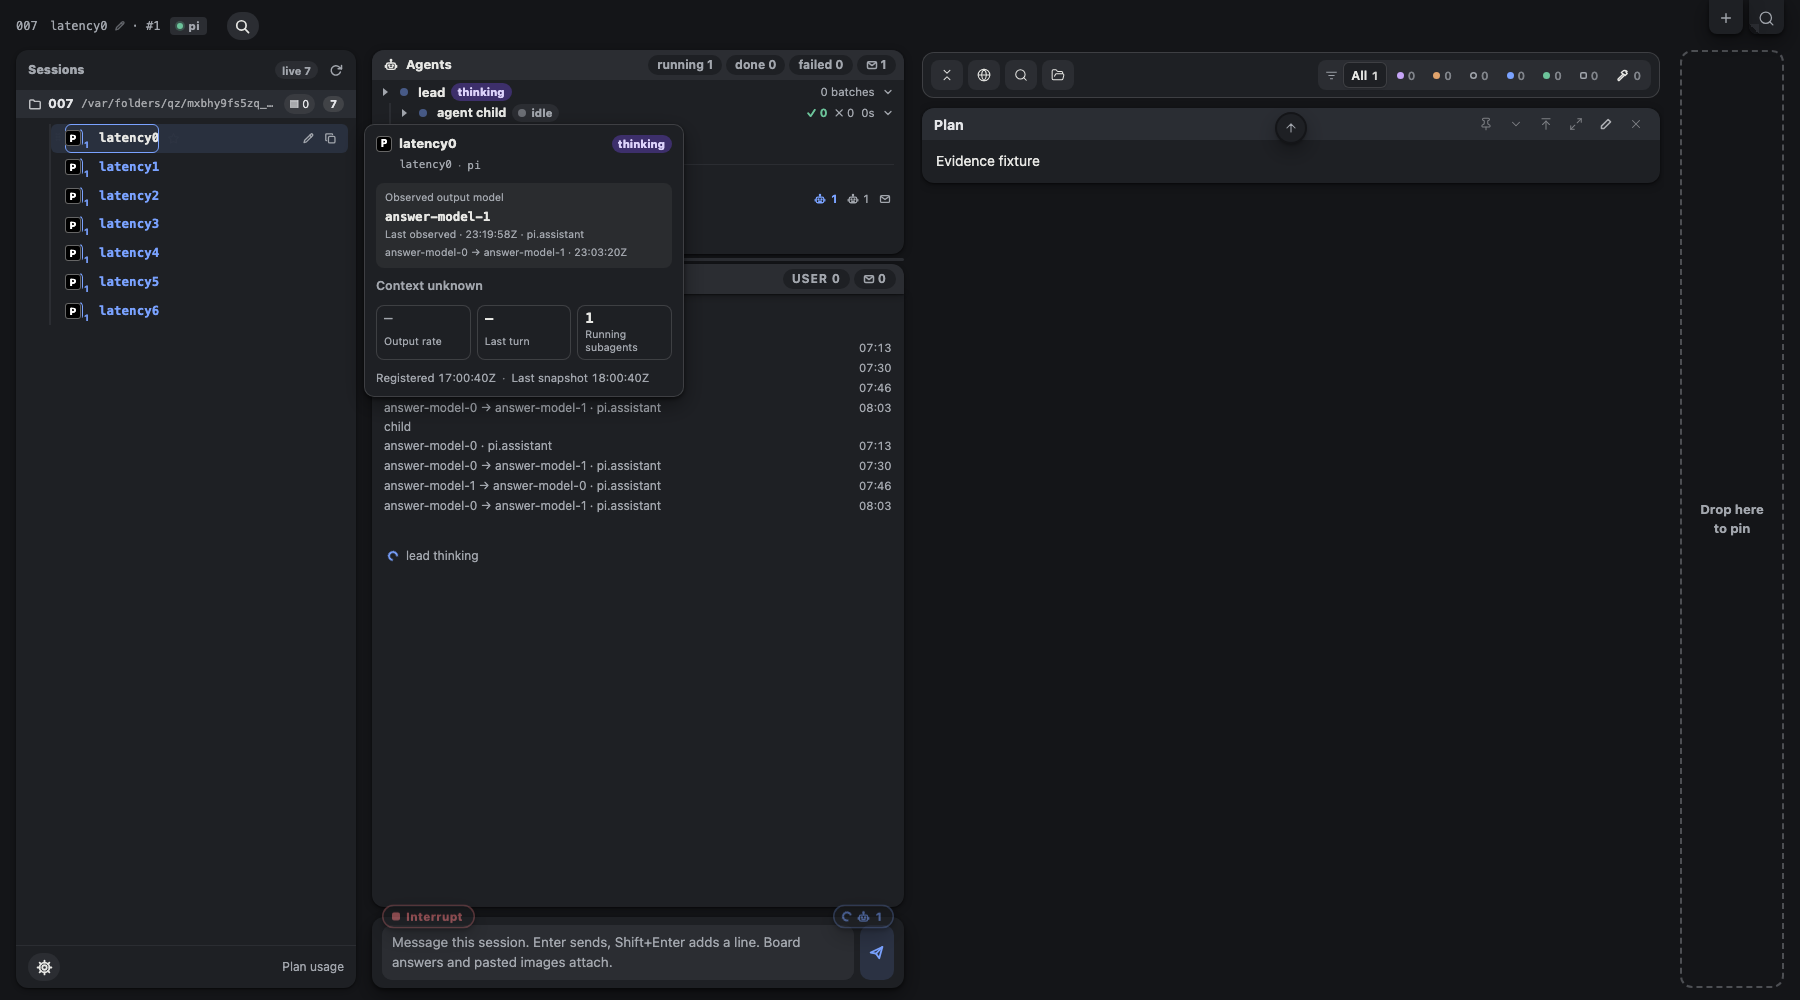 007 latency0 · #1 pi
Sessions live 7
007 /var/folders/qz/mxbhy9fs5zq_… 0 7
P 1 latency0
P 1 latency1
P 1 latency2
P 1 latency3
P 1 latency4
P 1 latency5
P 1 latency6
Plan usage
Agents running 1 done 0 failed 0 1
lead thinking 0 batches
agent child idle 0 0 0s
P latency0 thinking
latency0 · pi
Observed output model
answer-model-1
Last observed · 23:19:58Z · pi.assistant
answer-model-0 → answer-model-1 · 23:03:20Z
Context unknown
– Output rate
– Last turn
1 Running
subagents
Registered 17:00:40Z · Last snapshot 18:00:40Z
1 1
USER 0 0
07:13
07:30
07:46
answer-model-0 → answer-model-1 · pi.assistant 08:03
child
answer-model-0 · pi.assistant 07:13
answer-model-0 → answer-model-1 · pi.assistant 07:30
answer-model-1 → answer-model-0 · pi.assistant 07:46
answer-model-0 → answer-model-1 · pi.assistant 08:03
lead thinking
Interrupt 1
Message this session. Enter sends, Shift+Enter adds a line. Board
answers and pasted images attach.
All 1 0 0 0 0 0 0 0
Plan
Evidence fixture
Drop here
to pin